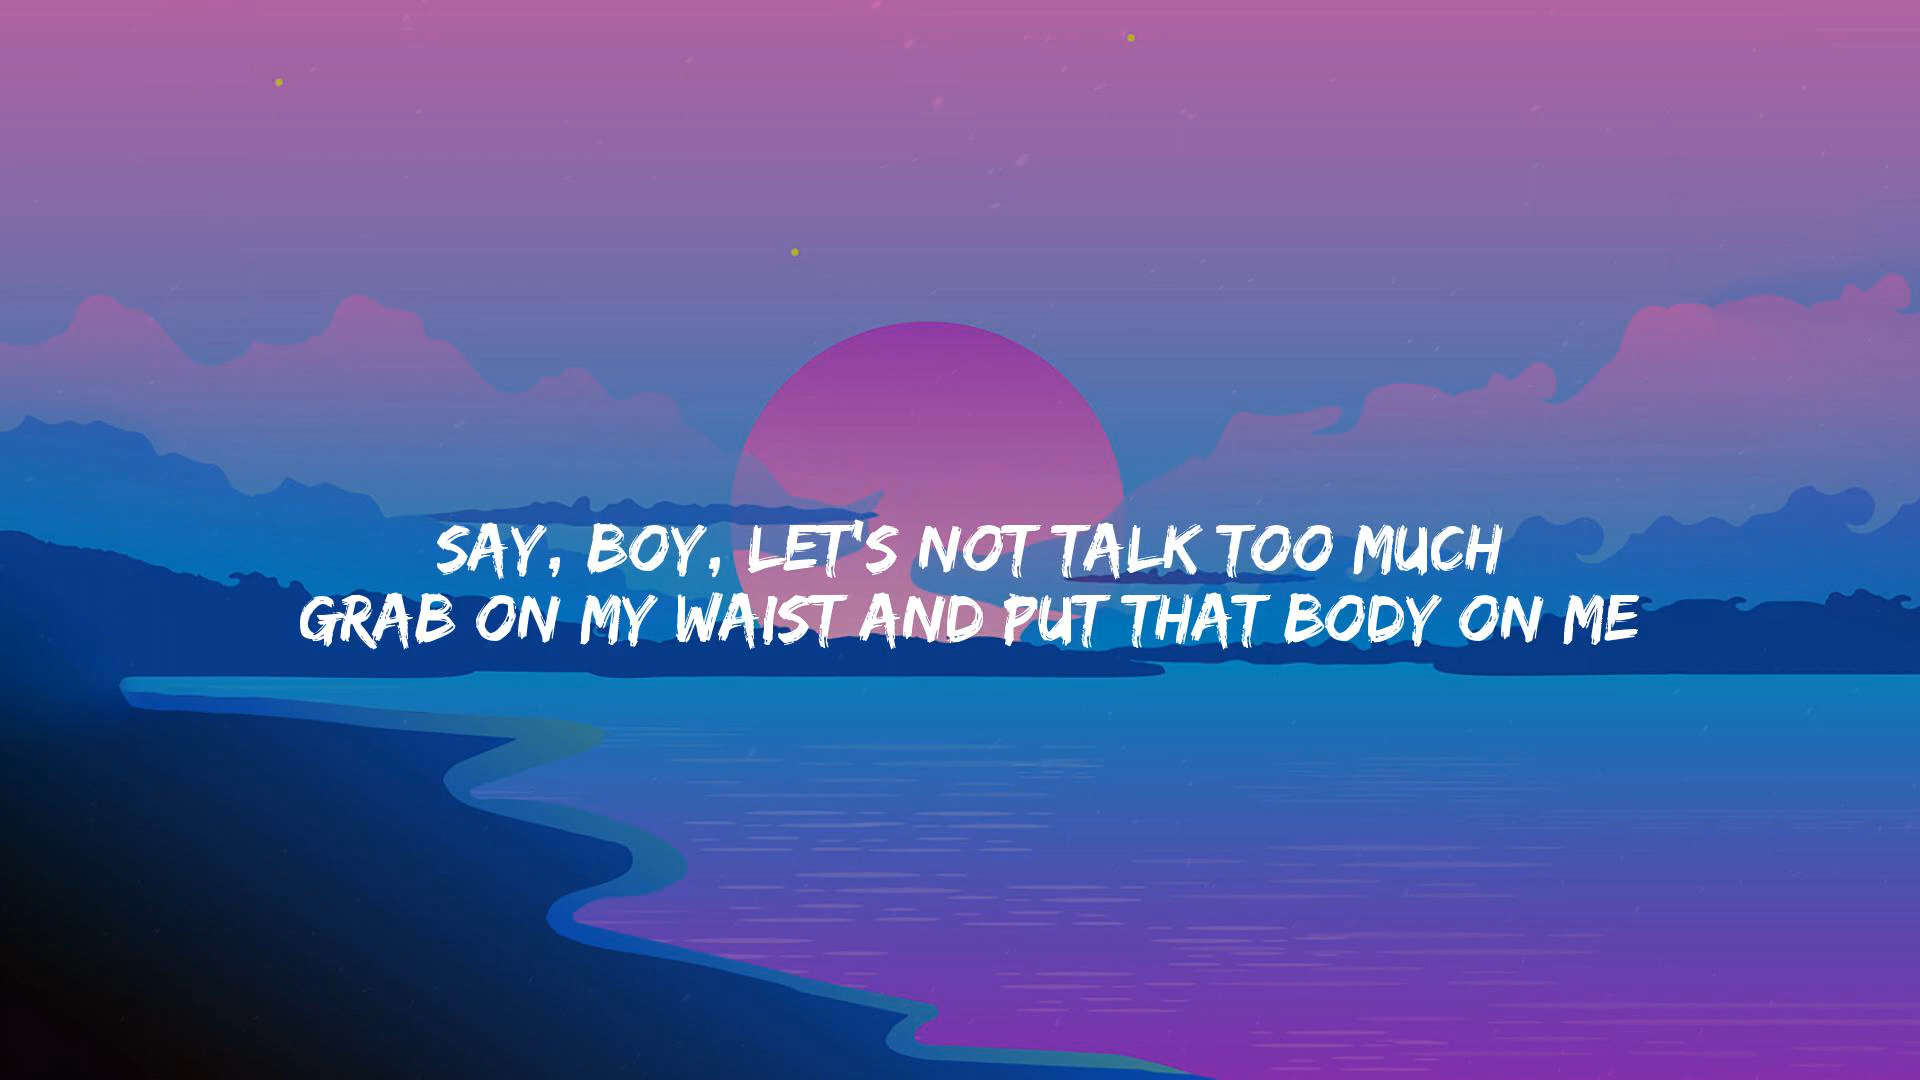 SAY, BOY, LET'S NOT TALK TOO MUCH
GRAB ON MY WAIST AND PUT THAT BODY ON ME